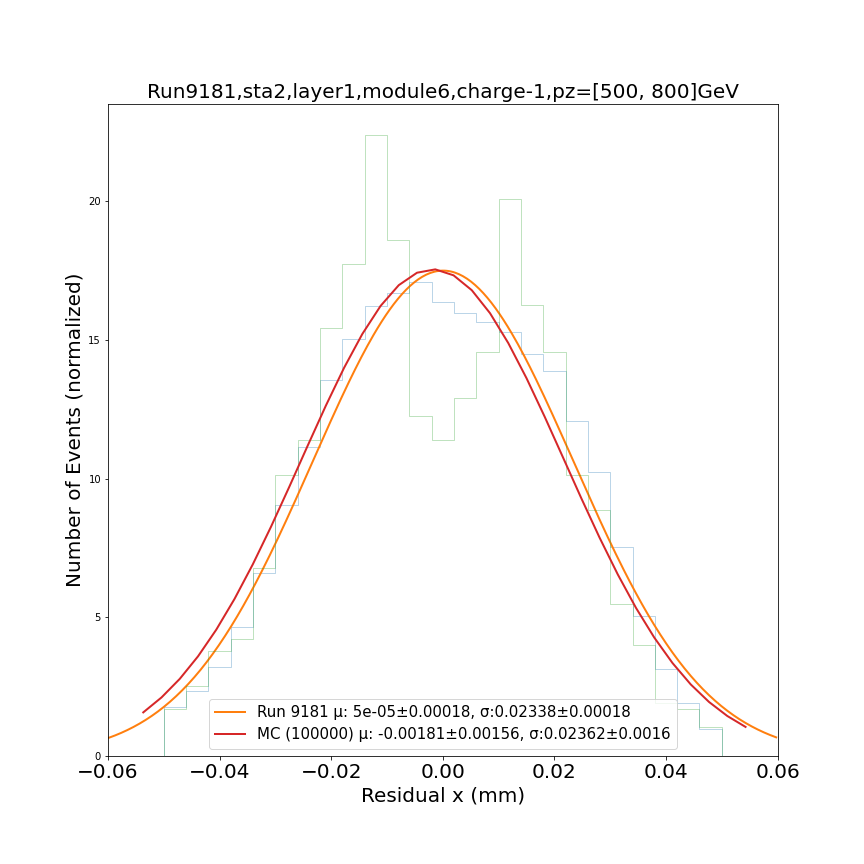 Run9181,sta2,layer1,module6,charge-1,pz=[500, 800]GeV
Number of Events (normalized)
20
15
10
5
0
Run 9181 μ: 5e-05±0.00018, σ:0.02338±0.00018
MC (100000) μ: -0.00181±0.00156, σ:0.02362±0.0016
−0.06 −0.04 −0.02 0.00 0.02 0.04 0.06
Residual x (mm)